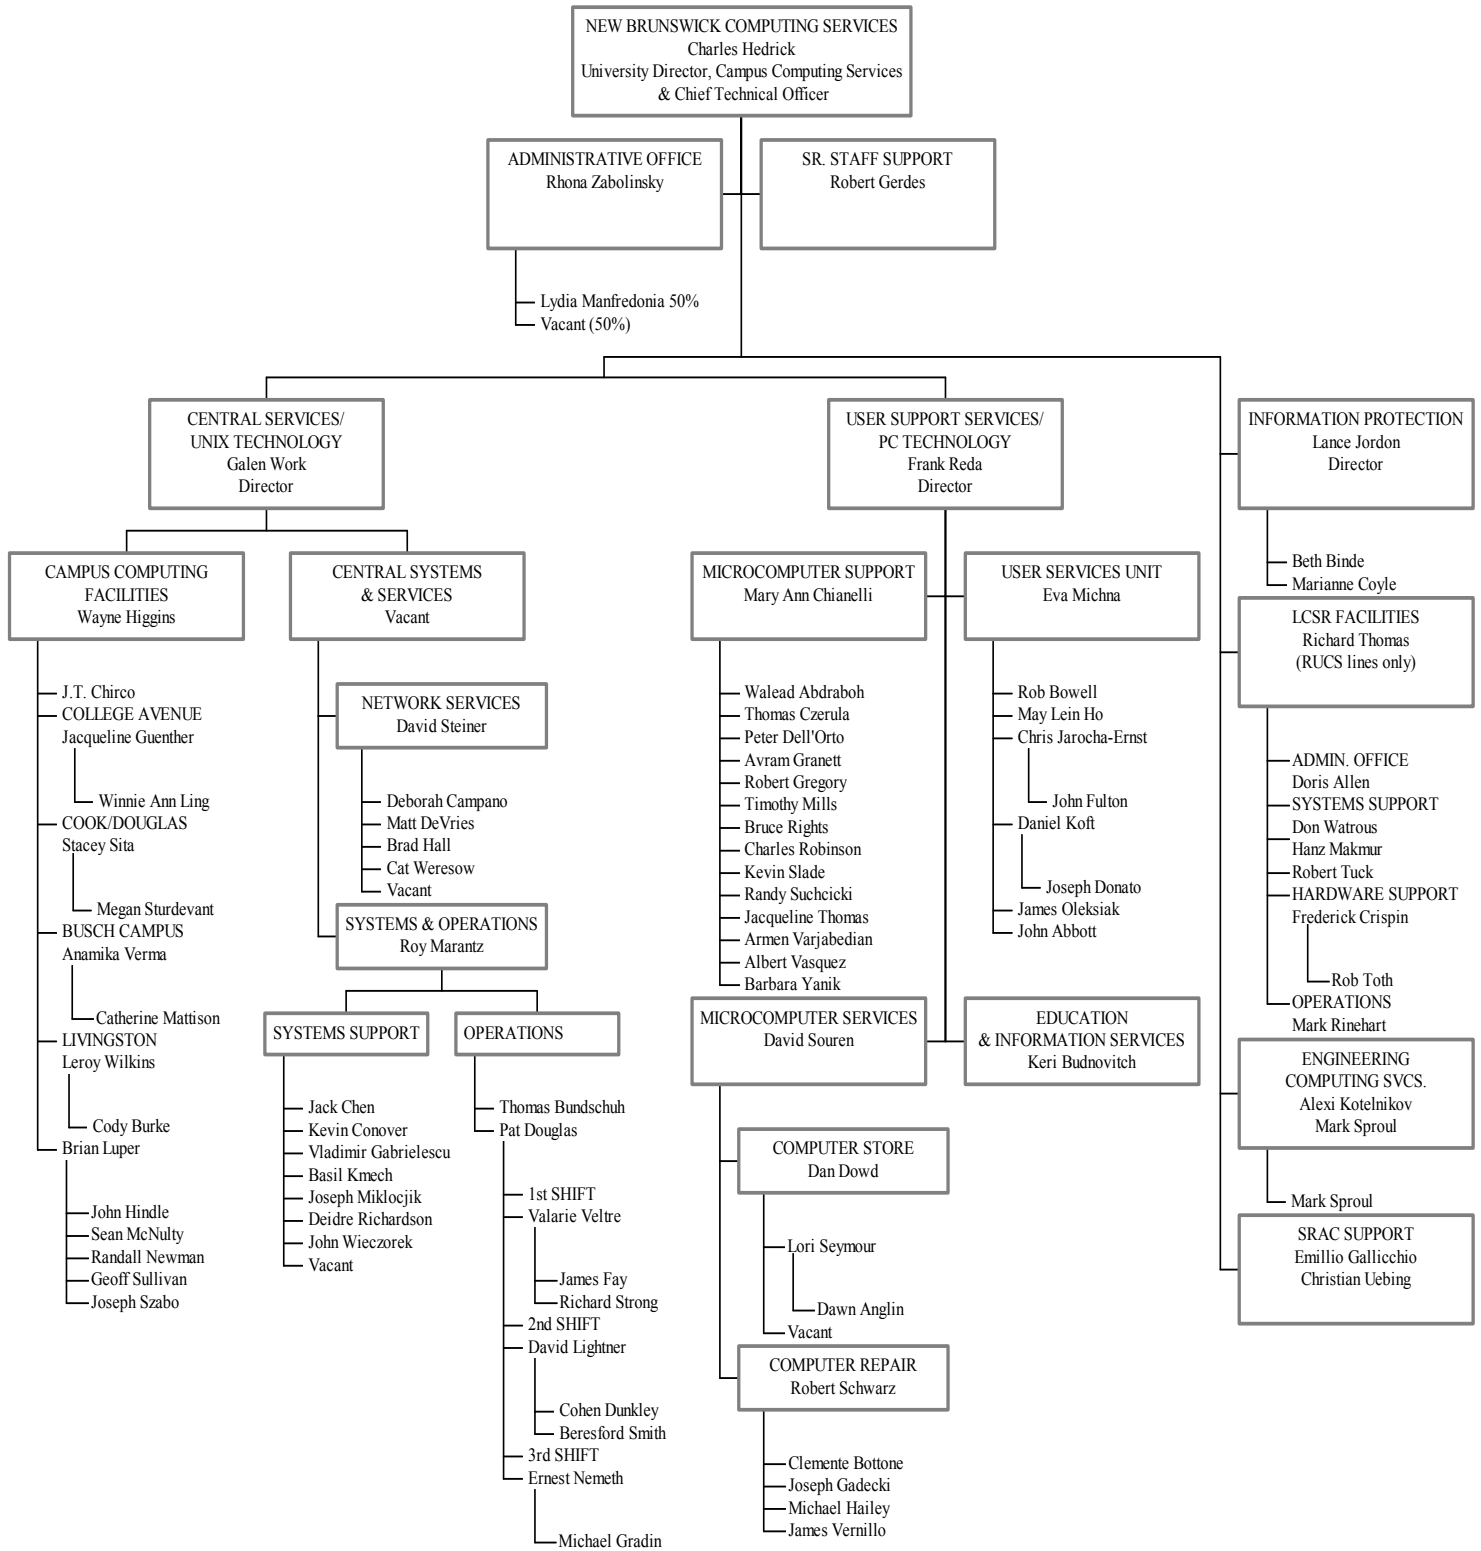 NEW BRUNSWICK COMPUTING SERVICES
Charles Hedrick
University Director, Campus Computing Services
& Chief Technical Officer
ADMINISTRATIVE OFFICE
Rhona Zabolinsky
SR. STAFF SUPPORT
Robert Gerdes
Lydia Manfredonia 50%
Vacant (50%)
CENTRAL SERVICES/
UNIX TECHNOLOGY
Galen Work
Director
CAMPUS COMPUTING
FACILITIES
Wayne Higgins
J.T. Chirco
COLLEGE AVENUE
Jacqueline Guenther
Winnie Ann Ling
COOK/DOUGLAS
Stacey Sita
Megan Sturdevant
BUSCH CAMPUS
Anamika Verma
Catherine Mattison
LIVINGSTON
Leroy Wilkins
Cody Burke
Brian Luper
John Hindle
Sean McNulty
Randall Newman
Geoff Sullivan
Joseph Szabo
CENTRAL SYSTEMS
& SERVICES
Vacant
NETWORK SERVICES
David Steiner
Deborah Campano
Matt DeVries
Brad Hall
Cat Weresow
Vacant
SYSTEMS & OPERATIONS
Roy Marantz
SYSTEMS SUPPORT
Jack Chen
Kevin Conover
Vladimir Gabrielescu
Basil Kmech
Joseph Miklocjik
Deidre Richardson
John Wieczorek
Vacant
OPERATIONS
Thomas Bundschuh
Pat Douglas
1st SHIFT
Valarie Veltre
James Fay
Richard Strong
2nd SHIFT
David Lightner
Cohen Dunkley
Beresford Smith
3rd SHIFT
Ernest Nemeth
Michael Gradin
USER SUPPORT SERVICES/
PC TECHNOLOGY
Frank Reda
Director
MICROCOMPUTER SUPPORT
Mary Ann Chianelli
Walead Abdraboh
Thomas Czerula
Peter Dell'Orto
Avram Granett
Robert Gregory
Timothy Mills
Bruce Rights
Charles Robinson
Kevin Slade
Randy Suchcicki
Jacqueline Thomas
Armen Varjabedian
Albert Vasquez
Barbara Yanik
USER SERVICES UNIT
Eva Michna
Rob Bowell
May Lein Ho
Chris Jarocha-Ernst
John Fulton
Daniel Koft
Joseph Donato
James Oleksiak
John Abbott
MICROCOMPUTER SERVICES
David Souren
COMPUTER STORE
Dan Dowd
Lori Seymour
Dawn Anglin
Vacant
COMPUTER REPAIR
Robert Schwarz
Clemente Bottone
Joseph Gadecki
Michael Hailey
James Vernillo
EDUCATION
& INFORMATION SERVICES
Keri Budnovitch
INFORMATION PROTECTION
Lance Jordon
Director
Beth Binde
Marianne Coyle
LCSR FACILITIES
Richard Thomas
(RUCS lines only)
ADMIN. OFFICE
Doris Allen
SYSTEMS SUPPORT
Don Watrous
Hanz Makmur
Robert Tuck
HARDWARE SUPPORT
Frederick Crispin
Rob Toth
OPERATIONS
Mark Rinehart
ENGINEERING
COMPUTING SVCS.
Alexi Kotelnikov
Mark Sproul
Mark Sproul
SRAC SUPPORT
Emillio Gallicchio
Christian Uebing